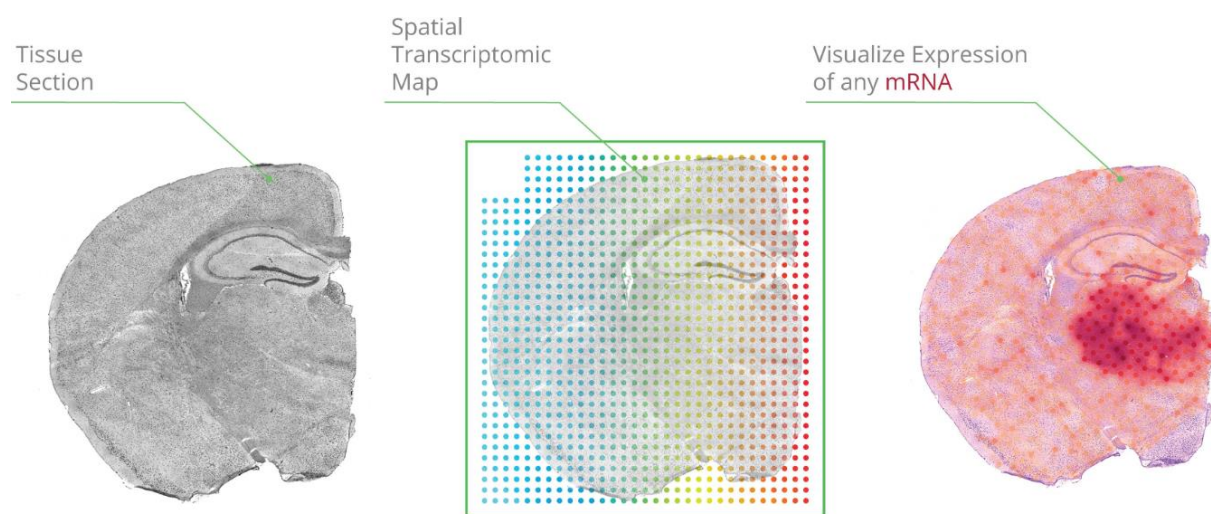 Tissue
Section
Spatial
Transcriptomic
Map
Visualize Expression
of any mRNA